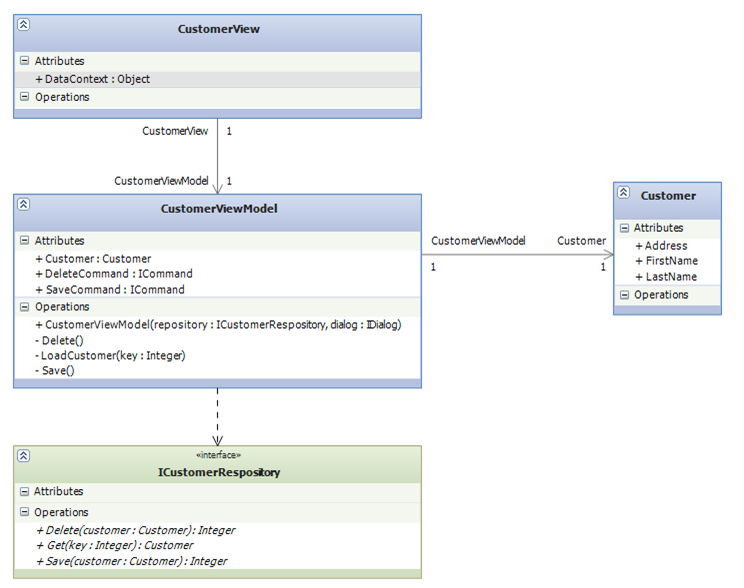 CustomerView
Attributes
+ DataContext : Object
Operations
CustomerView 1
CustomerViewModel 1
CustomerViewModel
Attributes
+ Customer : Customer
+ DeleteCommand : ICommand
+ SaveCommand : ICommand
Operations
+ CustomerViewModel(repository : ICustomerRespository, dialog : IDialog)
- Delete()
- LoadCustomer(key : Integer)
- Save()
CustomerViewModel Customer
1 1
Customer
Attributes
+ Address
+ FirstName
+ LastName
Operations
«interface»
ICustomerRespository
Attributes
Operations
+ Delete(customer : Customer) : Integer
+ Get(key : Integer) : Customer
+ Save(customer : Customer) : Integer